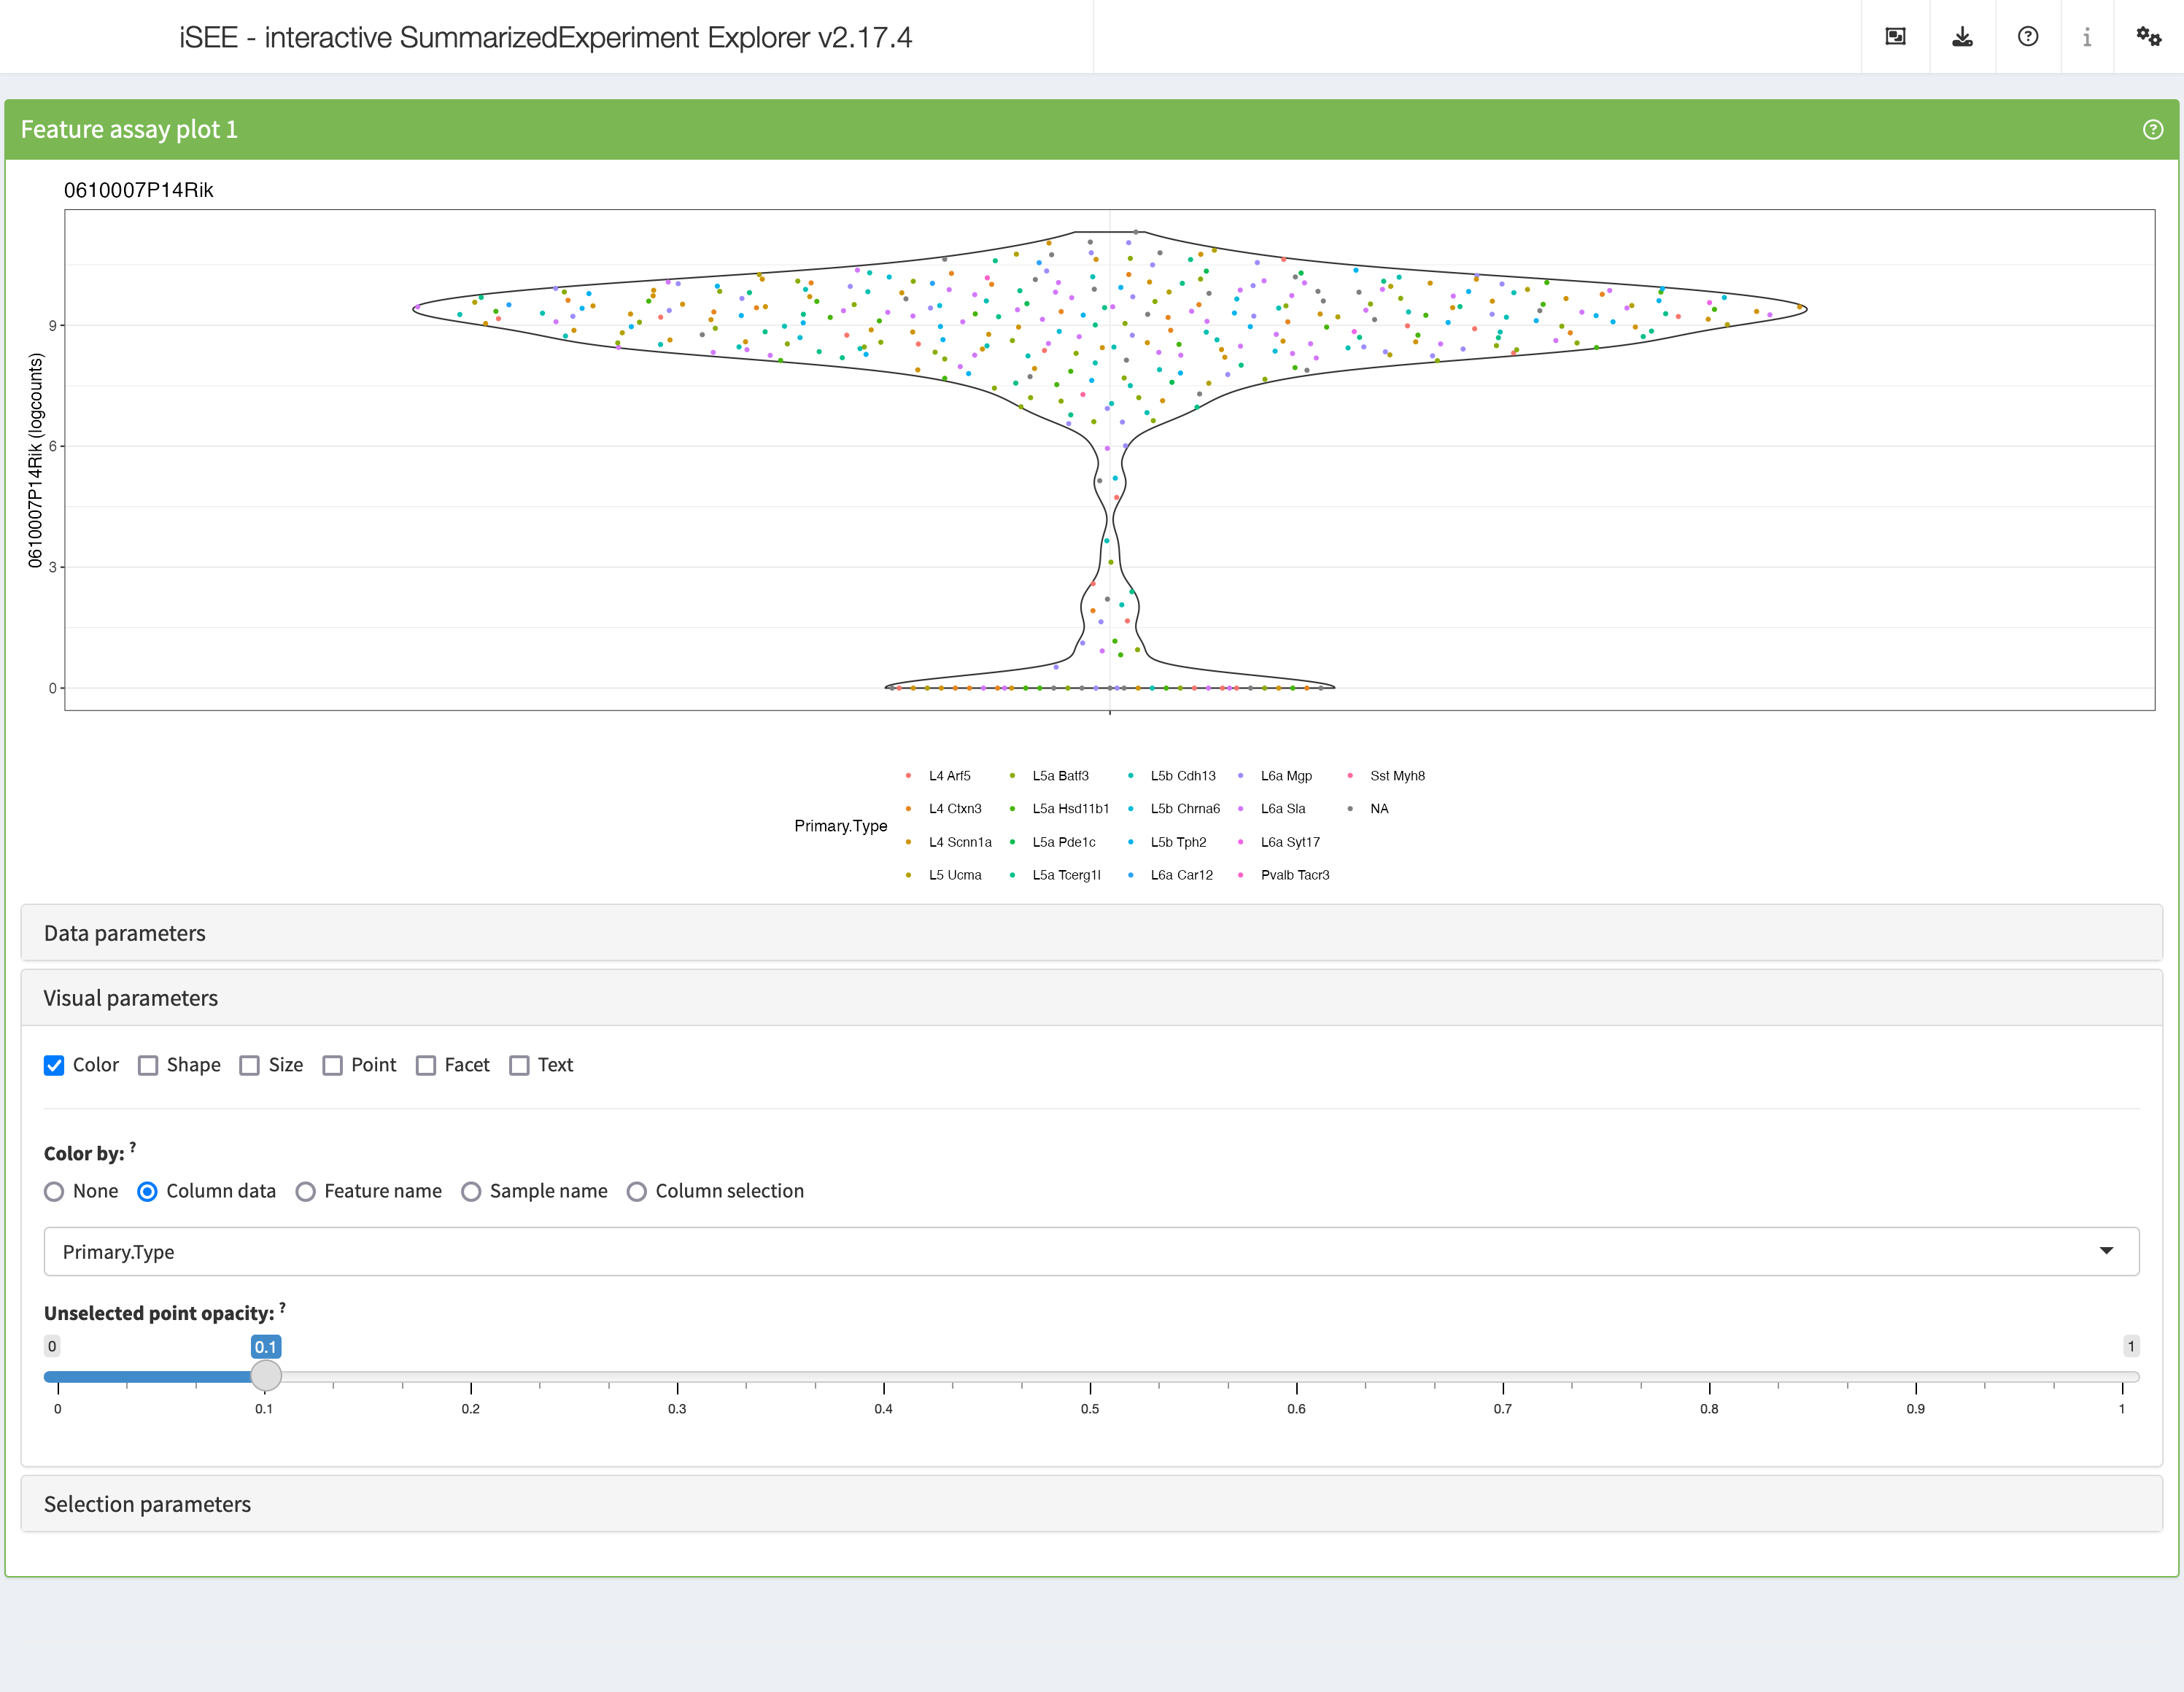 iSEE - interactive SummarizedExperiment Explorer v2.17.4
Feature assay plot 1
0610007P14Rik
0610007P14Rik (logcounts)
9
6
3
0
Primary.Type
L4 Arf5 L5a Batf3 L5b Cdh13 L6a Mgp Sst Myh8
L4 Ctxn3 L5a Hsd11b1 L5b Chrna6 L6a Sla NA
L4 Scnn1a L5a Pde1c L5b Tph2 L6a Syt17
L5 Ucma L5a Tcerg1l L6a Car12 Pvalb Tacr3
Data parameters
Visual parameters
Color Shape Size Point Facet Text
Color by: ?
None Column data Feature name Sample name Column selection
Primary.Type
Unselected point opacity: ?
0 0.1 1
0 0.1 0.2 0.3 0.4 0.5 0.6 0.7 0.8 0.9 1
Selection parameters